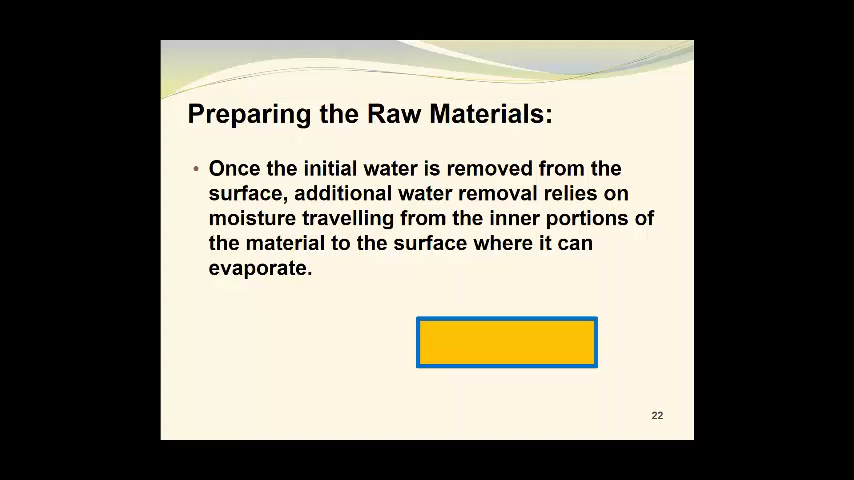 Preparing the Raw Materials:
• Once the initial water is removed from the
surface, additional water removal relies on
moisture travelling from the inner portions of
the material to the surface where it can
evaporate.
22